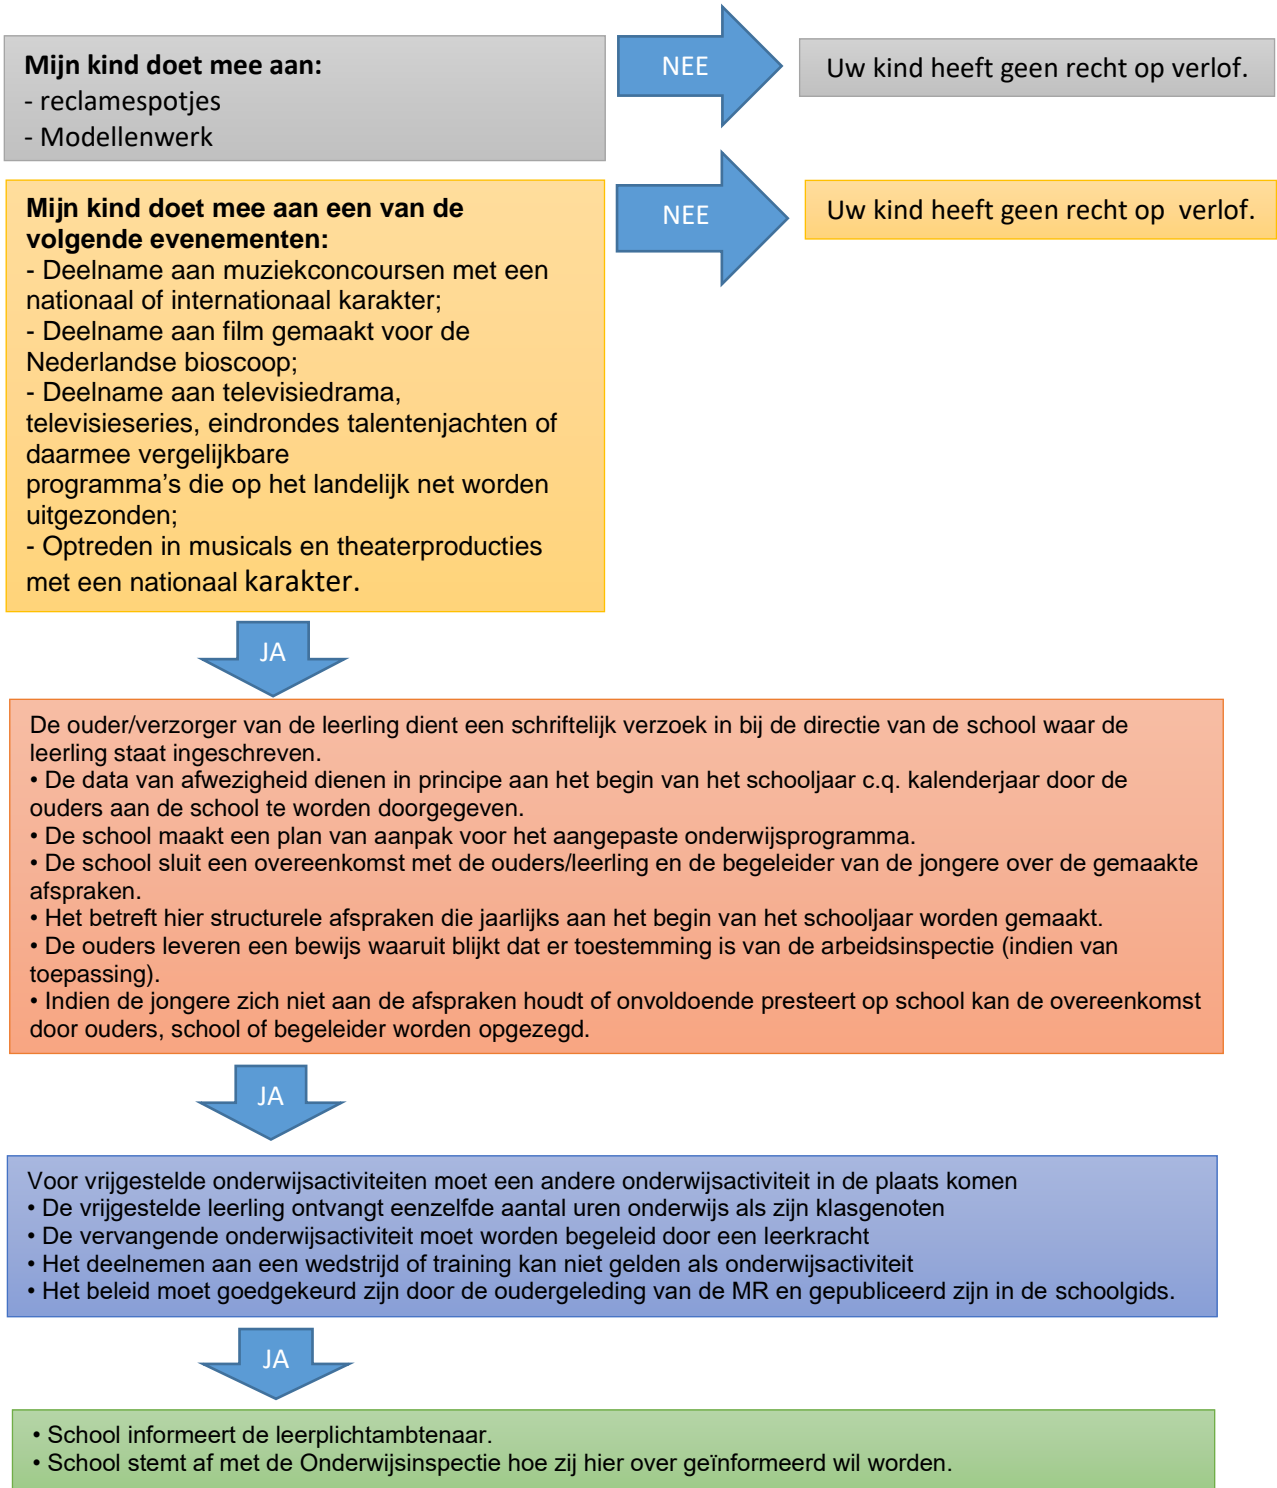 Mijn kind doet mee aan:
- reclamespotjes
- Modellenwerk
NEE
Uw kind heeft geen recht op verlof.
Mijn kind doet mee aan een van de
volgende evenementen:
- Deelname aan muziekconcoursen met een
nationaal of internationaal karakter;
- Deelname aan film gemaakt voor de
Nederlandse bioscoop;
- Deelname aan televisiedrama,
televisieseries, eindrondes talentenjachten of
daarmee vergelijkbare
programma's die op het landelijk net worden
uitgezonden;
- Optreden in musicals en theaterproducties
met een nationaal karakter.
NEE
Uw kind heeft geen recht op verlof.
JA
De ouder/verzorger van de leerling dient een schriftelijk verzoek in bij de directie van de school waar de
leerling staat ingeschreven.
• De data van afwezigheid dienen in principe aan het begin van het schooljaar c.q. kalenderjaar door de
ouders aan de school te worden doorgegeven.
• De school maakt een plan van aanpak voor het aangepaste onderwijsprogramma.
• De school sluit een overeenkomst met de ouders/leerling en de begeleider van de jongere over de gemaakte
afspraken.
• Het betreft hier structurele afspraken die jaarlijks aan het begin van het schooljaar worden gemaakt.
• De ouders leveren een bewijs waaruit blijkt dat er toestemming is van de arbeidsinspectie (indien van
toepassing).
• Indien de jongere zich niet aan de afspraken houdt of onvoldoende presteert op school kan de overeenkomst
door ouders, school of begeleider worden opgezegd.
JA
Voor vrijgestelde onderwijsactiviteiten moet een andere onderwijsactiviteit in de plaats komen
• De vrijgestelde leerling ontvangt eenzelfde aantal uren onderwijs als zijn klasgenoten
• De vervangende onderwijsactiviteit moet worden begeleid door een leerkracht
• Het deelnemen aan een wedstrijd of training kan niet gelden als onderwijsactiviteit
• Het beleid moet goedgekeurd zijn door de oudergeleding van de MR en gepubliceerd zijn in de schoolgids.
JA
• School informeert de leerplichtambtenaar.
• School stemt af met de Onderwijsinspectie hoe zij hier over geïnformeerd wil worden.